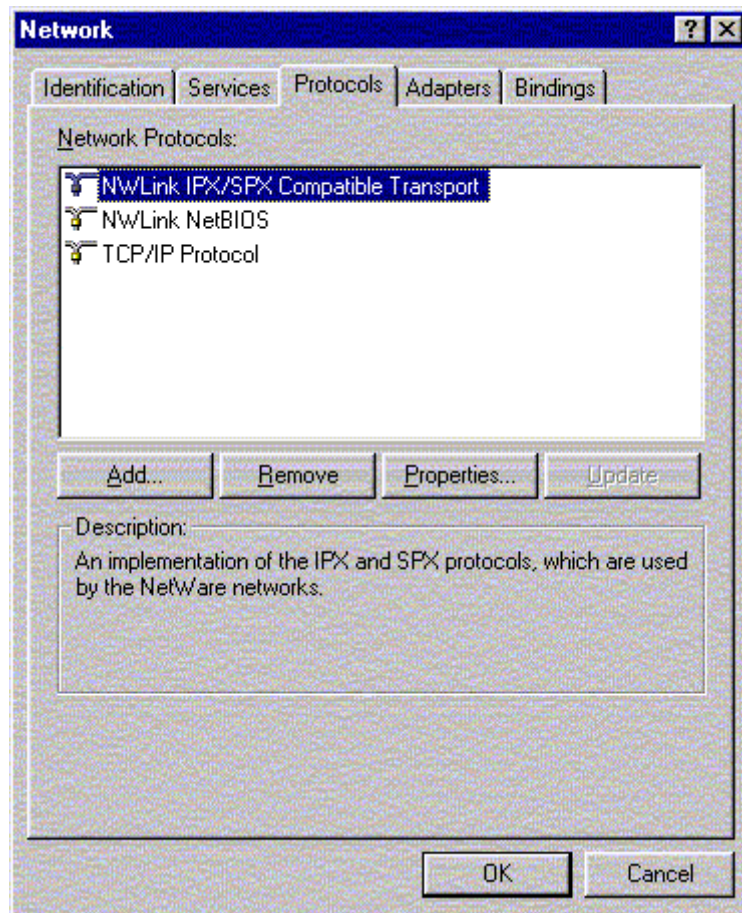 Network
Identification Services Protocols Adapters Bindings
Network Protocols:
NWLink IPX/SPX Compatible Transport
NWLink NetBIOS
TCP/IP Protocol
Add... Remove Properties... Update
Description:
An implementation of the IPX and SPX protocols, which are used
by the NetWare networks.
OK Cancel